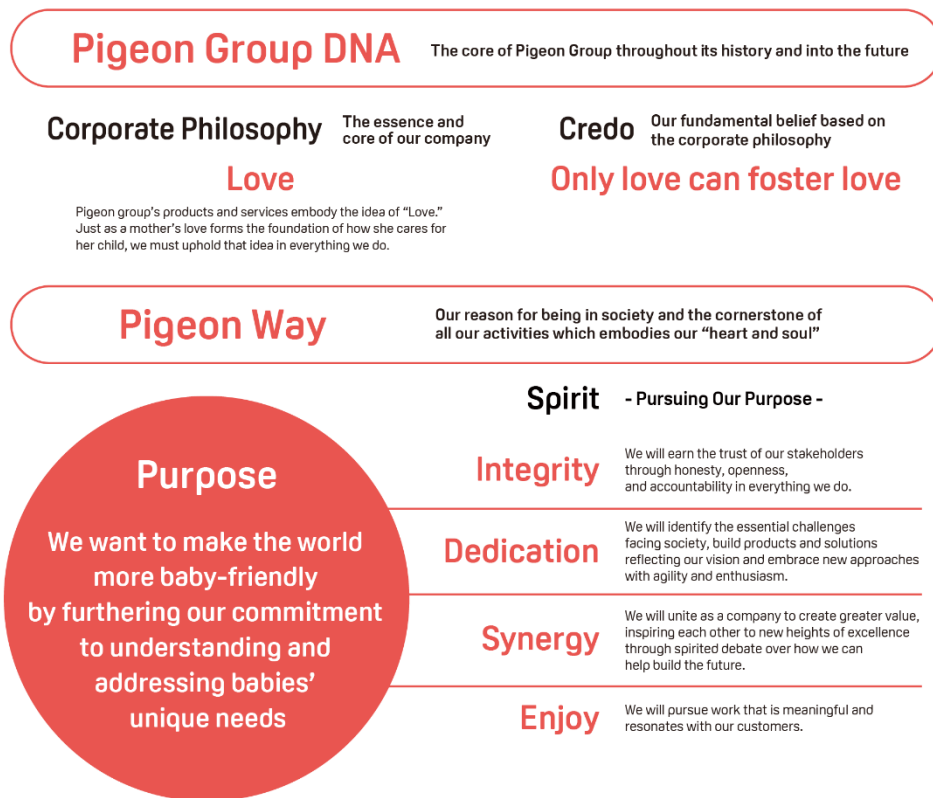 Pigeon Group DNA
The core of Pigeon Group throughout its history and into the future
Corporate Philosophy
The essence and
core of our company
Love
Pigeon group's products and services embody the idea of “Love.”
Just as a mother's love forms the foundation of how she cares for
her child, we must uphold that idea in everything we do.
Credo
Our fundamental belief based on
the corporate philosophy
Only love can foster love
Pigeon Way
Our reason for being in society and the cornerstone of
all our activities which embodies our “heart and soul”
Purpose
We want to make the world
more baby-friendly
by furthering our commitment
to understanding and
addressing babies’
unique needs
Spirit
- Pursuing Our Purpose -
Integrity
We will earn the trust of our stakeholders
through honesty, openness,
and accountability in everything we do.
Dedication
We will identify the essential challenges
facing society, build products and solutions
reflecting our vision and embrace new approaches
with agility and enthusiasm.
Synergy
We will unite as a company to create greater value,
inspiring each other to new heights of excellence
through spirited debate over how we can
help build the future.
Enjoy
We will pursue work that is meaningful and
resonates with our customers.